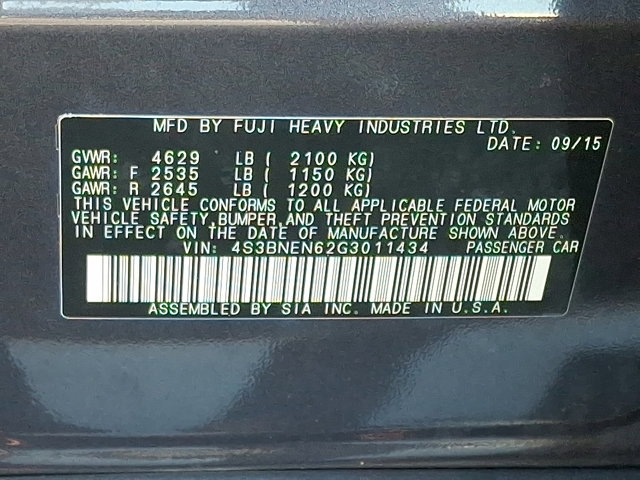 MFD BY FUJI HEAVY INDUSTRIES LTD.
DATE: 09/15
GVWR: 4629 LB ( 2100 KG)
GAWR: F 2535 LB ( 1150 KG)
GAWR: R 2645 LB ( 1200 KG)
THIS VEHICLE CONFORMS TO ALL APPLICABLE FEDERAL MOTOR
VEHICLE SAFETY, BUMPER, AND THEFT PREVENTION STANDARDS
IN EFFECT ON THE DATE OF MANUFACTURE SHOWN ABOVE.
VIN: 4S3BNEN62G3011434 PASSENGER CAR
ASSEMBLED BY SIA INC. MADE IN U.S.A.